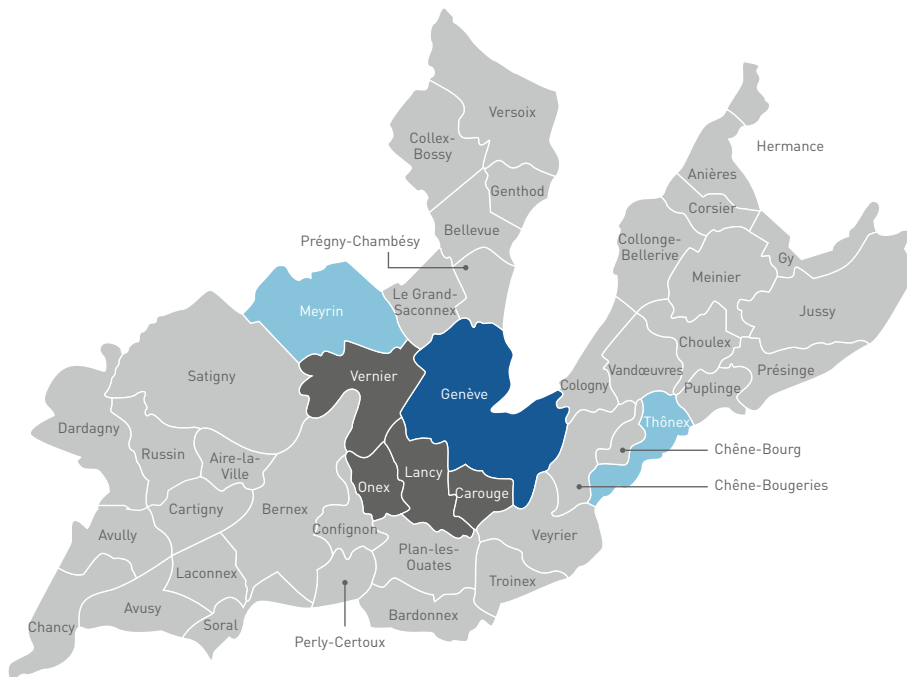 Versoix
Collex-
Bossy
Hermance
Anières
Genthod
Corsier
Bellevue
Prégny-Chambésy
Collonge-
Bellerive
Gy
Meinier
Le Grand-
Saconnex
Meyrin
Jussy
Choulex
Vernier
Satigny
Vandœuvres
Présinge
Cologny
Genève
Puplinge
Thônex
Dardagny
Chêne-Bourg
Russin
Aire-la-
Ville
Lancy
Onex
Carouge
Chêne-Bougeries
Cartigny
Bernex
Confignon
Avully
Veyrier
Plan-les-
Ouates
Laconnex
Troinex
Avusy
Bardonnex
Chancy
Soral
Perly-Certoux